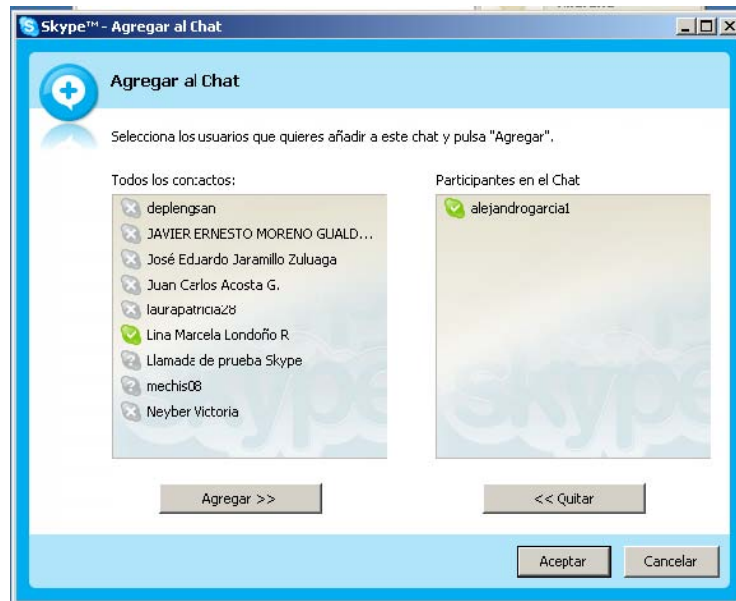 Skype™ - Agregar al Chat
Agregar al Chat
Selecciona los usuarios que quieres añadir a este chat y pulsa "Agregar".
Todos los contactos:
deplengsan
JAVIER ERNESTO MORENO GUALD...
José Eduardo Jaramillo Zuluaga
Juan Carlos Acosta G.
laurapatricia28
Lina Marcela Londoño R
Llamada de prueba Skype
mechis08
Neyber Victoria
Agregar >>
Participantes en el Chat
alejandrogarcia1
<< Quitar
Aceptar
Cancelar